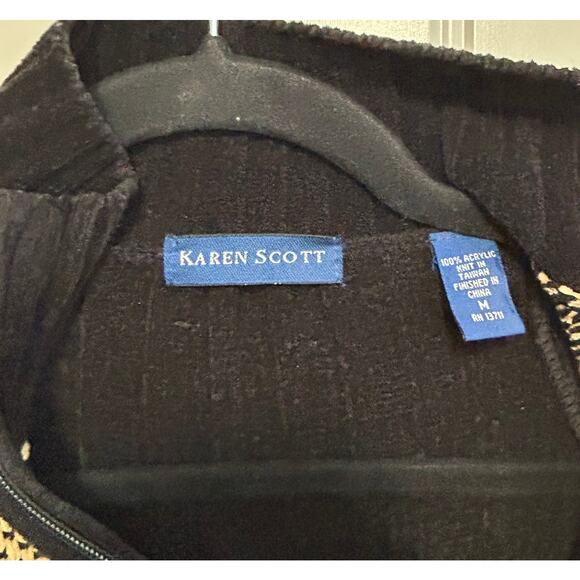 KAREN SCOTT
100% ACRYLIC
KNIT IN
TAIWAN
FINISHED IN
CHINA
M
RN 13711